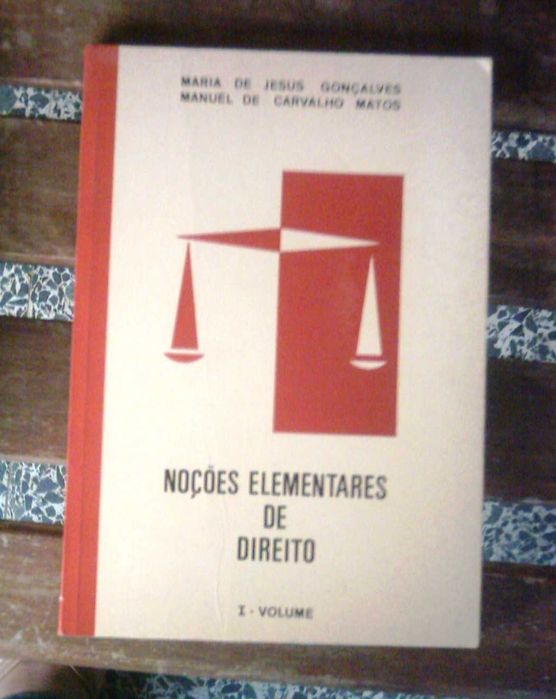 MARIA DE JESUS GONÇALVES
MANUEL DE CARVALHO MATOS
NOÇÕES ELEMENTARES
DE
DIREITO
I - VOLUME